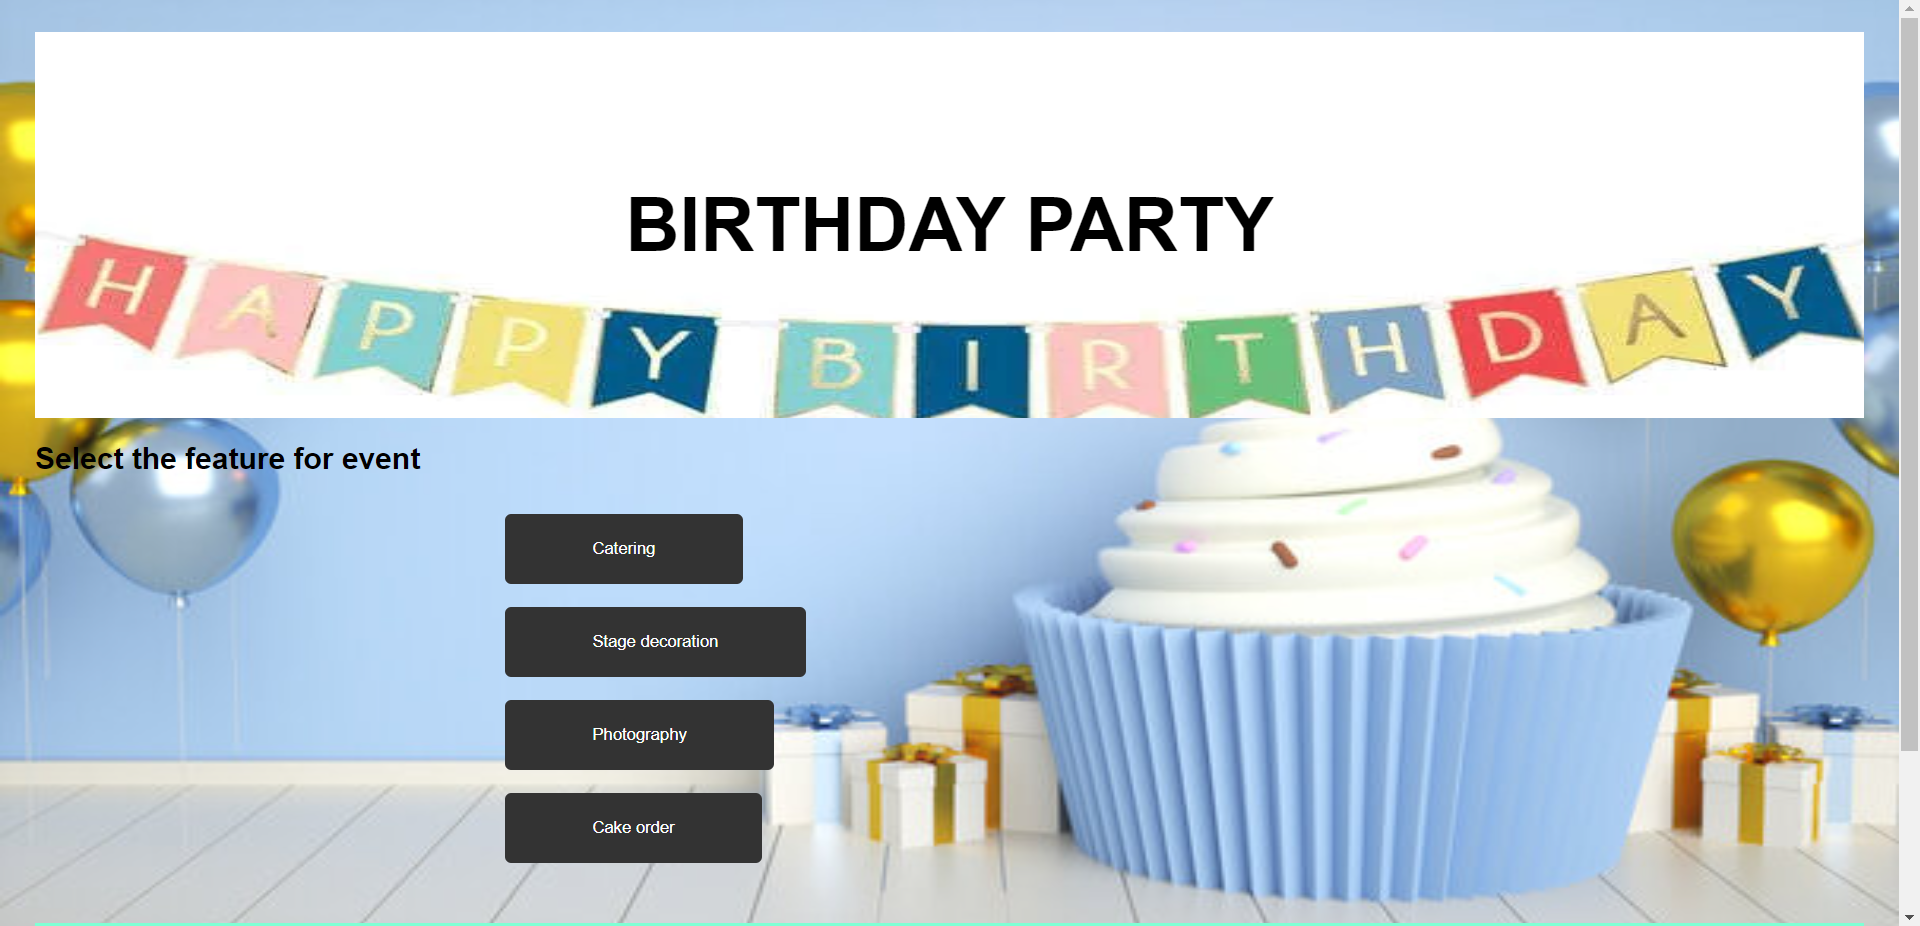 BIRTHDAY PARTY
HAPPY BIRTHDAY
Select the feature for event
Catering
Stage decoration
Photography
Cake order